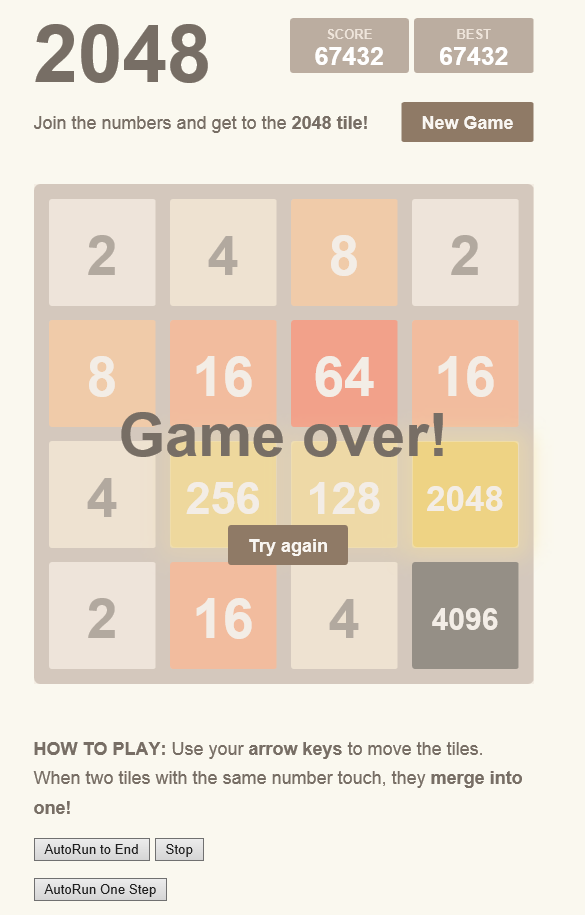 2048
SCORE
67432
BEST
67432
Join the numbers and get to the 2048 tile!
New Game
2 4 8 2
8 16 64 16
Game over!
4 256 128 2048
Try again
2 16 4 4096
HOW TO PLAY: Use your arrow keys to move the tiles.
When two tiles with the same number touch, they merge into
one!
AutoRun to End Stop
AutoRun One Step